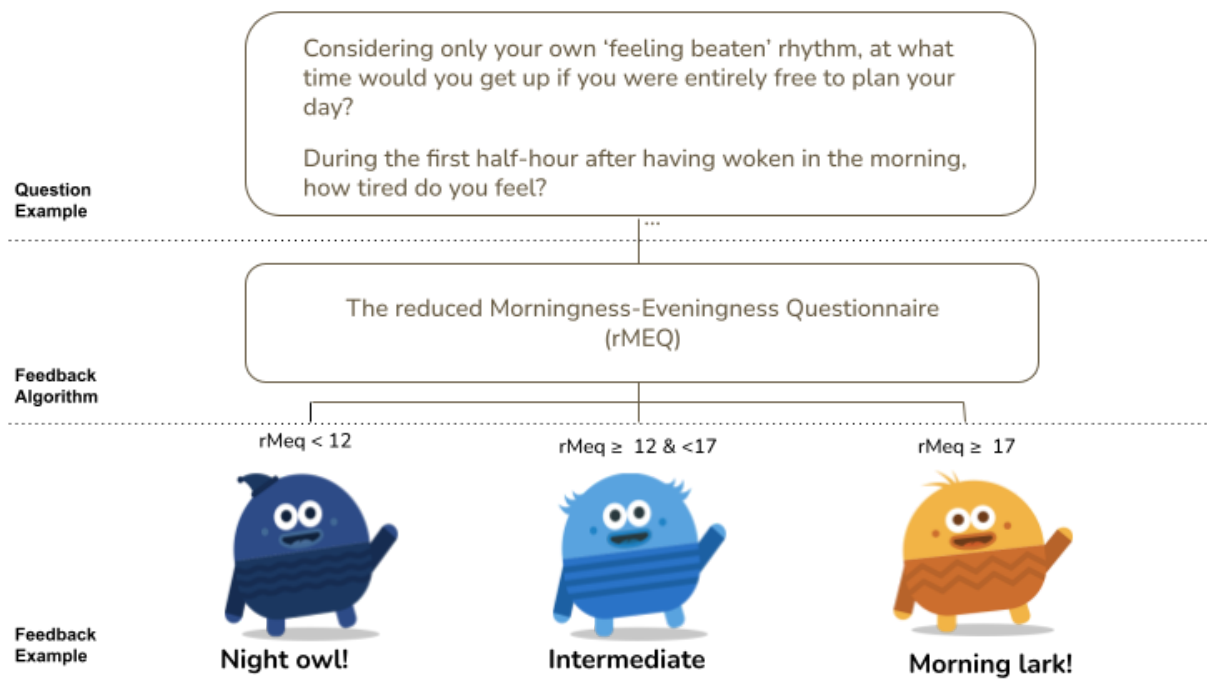 Considering only your own ‘feeling beaten’ rhythm, at what
time would you get up if you were entirely free to plan your
day?
During the first half-hour after having woken in the morning,
how tired do you feel?
Question
Example
...
The reduced Morningness-Eveningness Questionnaire
(rMEQ)
Feedback
Algorithm
rMeq < 12
rMeq ≥ 12 & <17
rMeq ≥ 17
Feedback
Example
Night owl!
Intermediate
Morning lark!